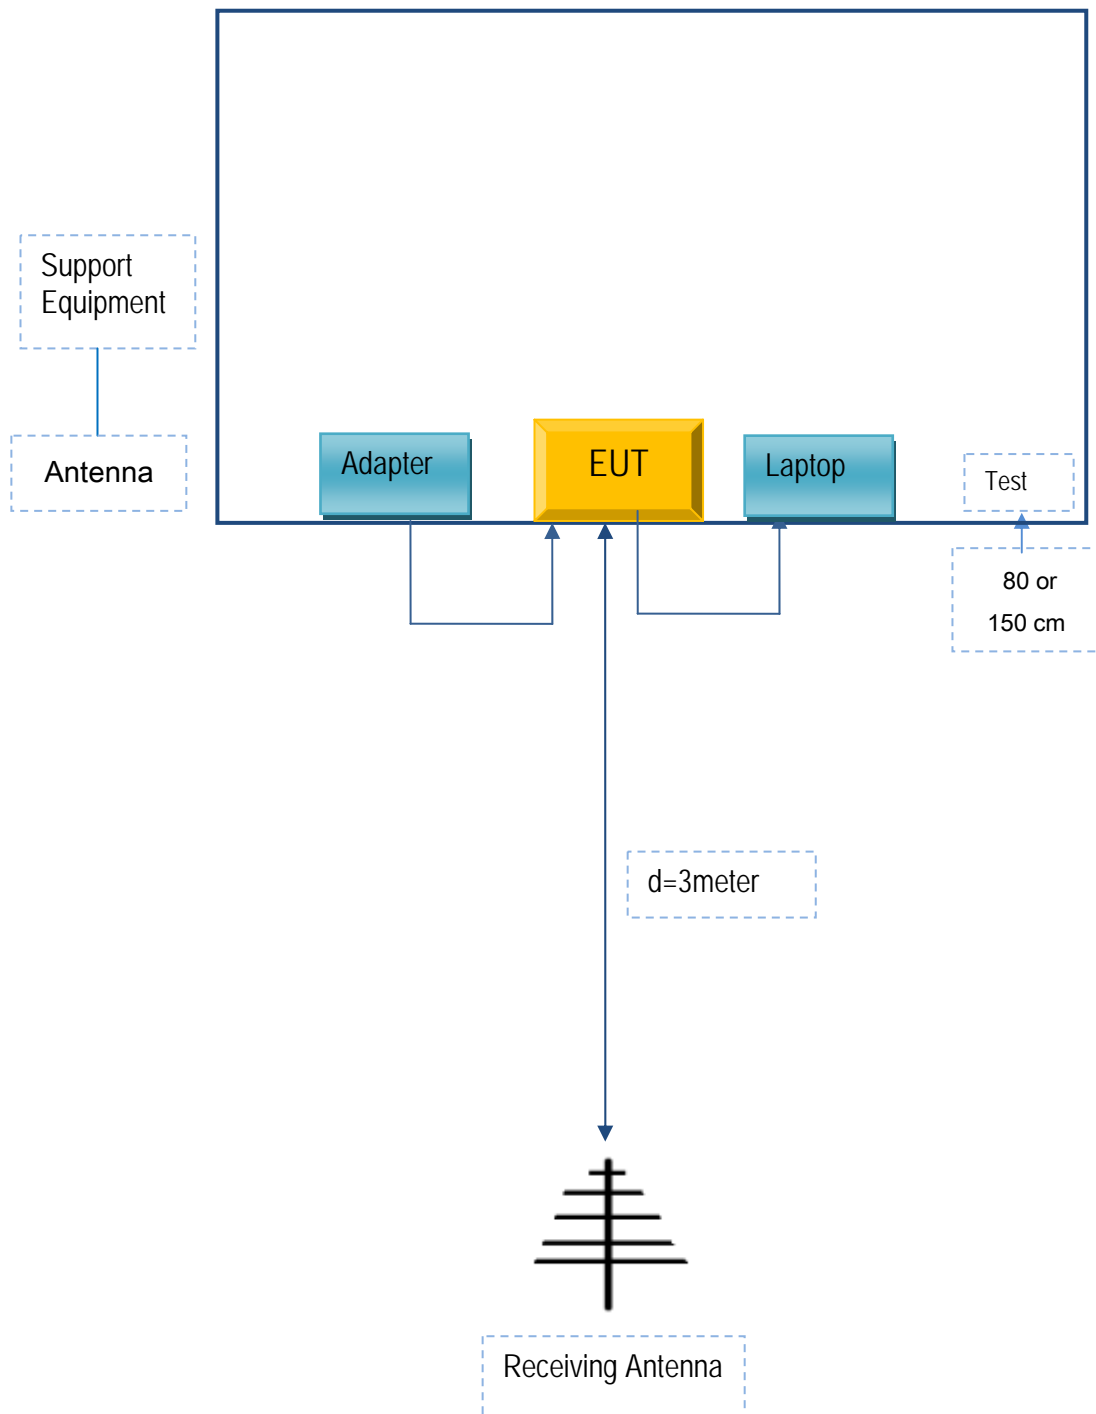 Support
Equipment
Antenna
Adapter
EUT
Laptop
Test
80 or
150 cm
d=3meter
Receiving Antenna